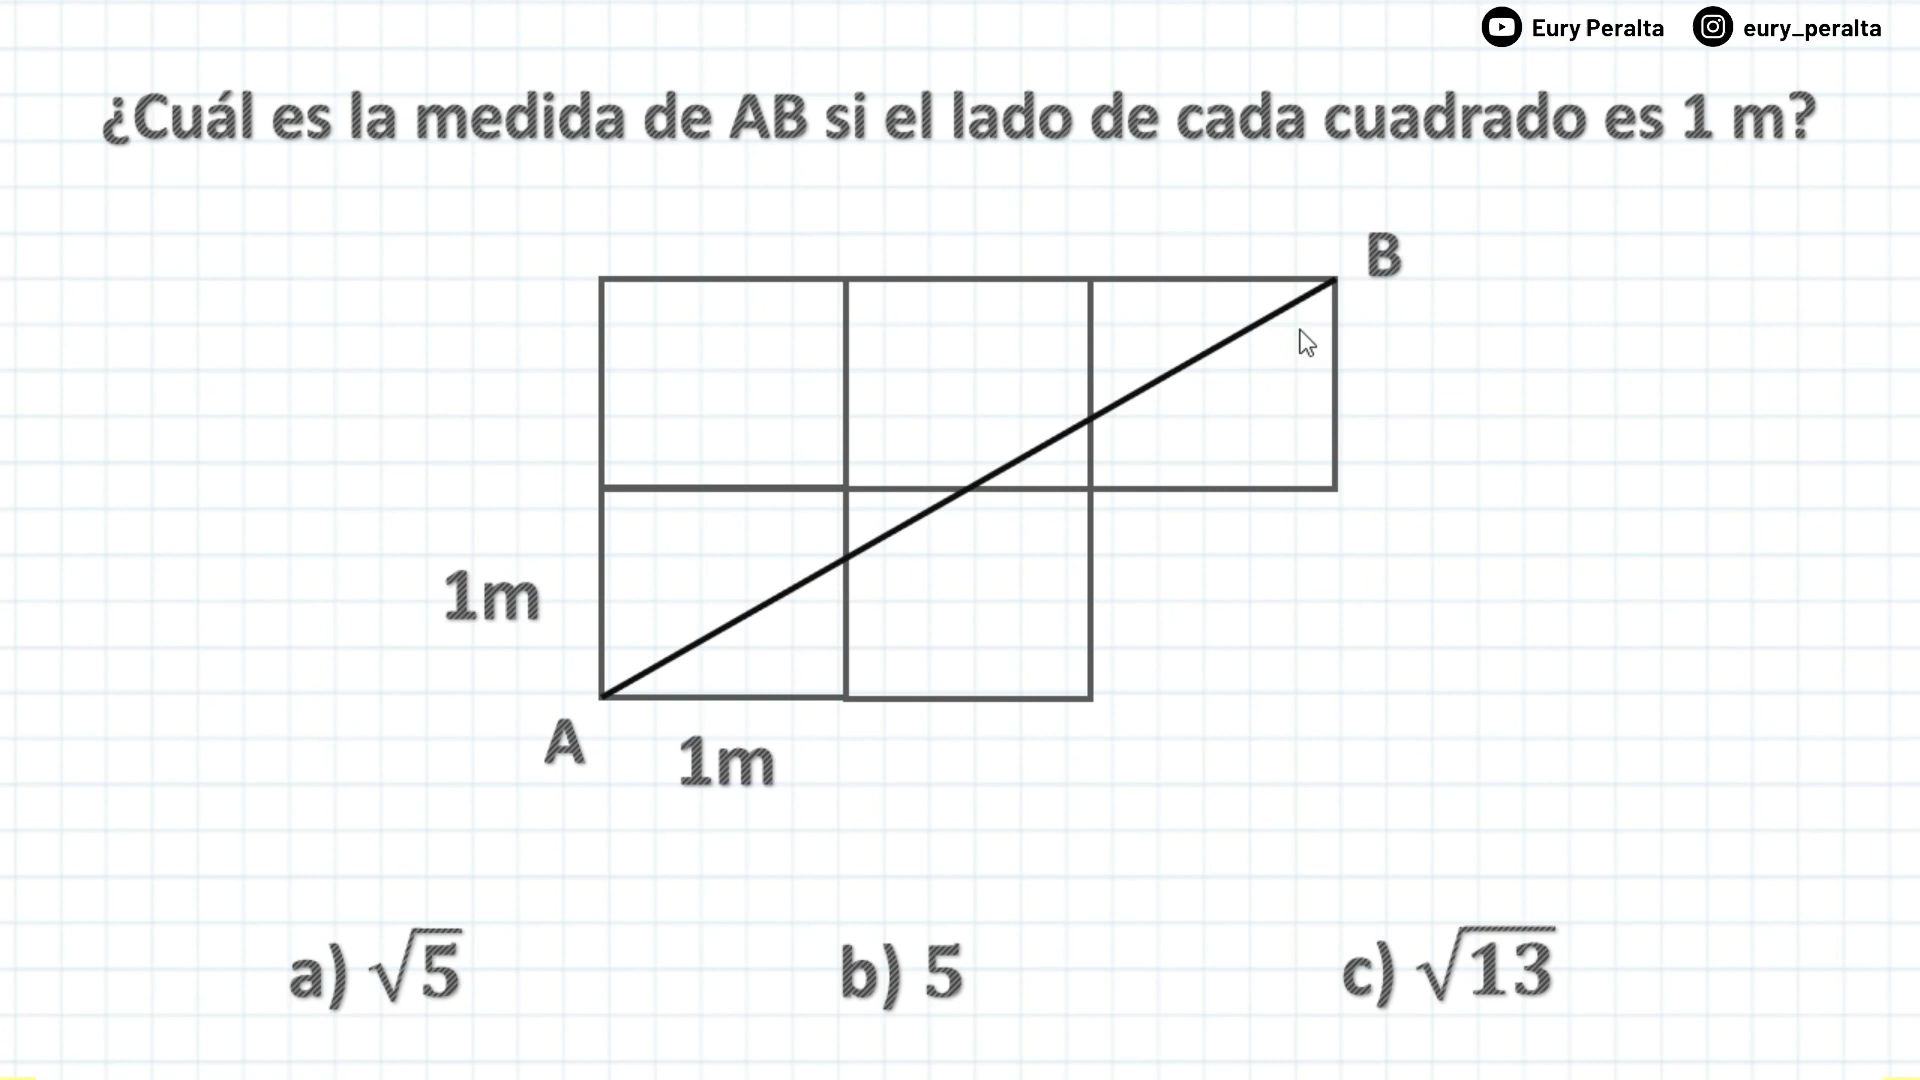 Eury Peralta eury_peralta
¿Cuál es la medida de AB si el lado de cada cuadrado es 1 m?
B
1m
A
1m
a) √5 b) 5 c) √13